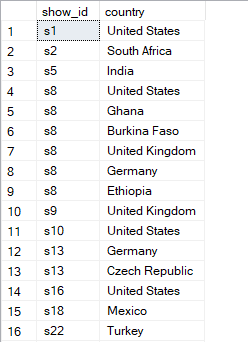 show_id country
1 s1 United States
2 s2 South Africa
3 s5 India
4 s8 United States
5 s8 Ghana
6 s8 Burkina Faso
7 s8 United Kingdom
8 s8 Germany
9 s8 Ethiopia
10 s9 United Kingdom
11 s10 United States
12 s13 Germany
13 s13 Czech Republic
14 s16 United States
15 s18 Mexico
16 s22 Turkey